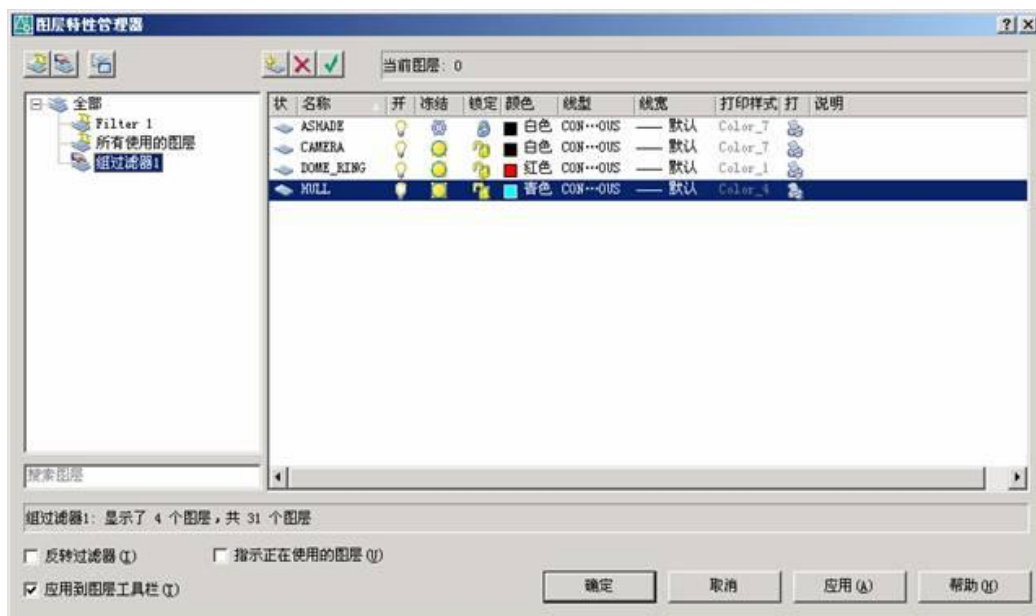 图层特性管理器
当前图层: 0
全部
Filter 1
所有使用的图层
组过滤器1
状 名称 开 冻结 锁定 颜色 线型 线宽 打印样式 打 说明
ASHADE 白色 CON...OUS 默认 Color_7
CAMERA 白色 CON...OUS 默认 Color_7
DOME_RING 红色 CON...OUS 默认 Color_1
HULL 青色 CON...OUS 默认 Color_4
搜索图层
组过滤器1: 显示了 4 个图层,共 31 个图层
反转过滤器(I) 指示正在使用的图层(U)
应用到图层工具栏(T)
确定 取消 应用(A) 帮助(H)